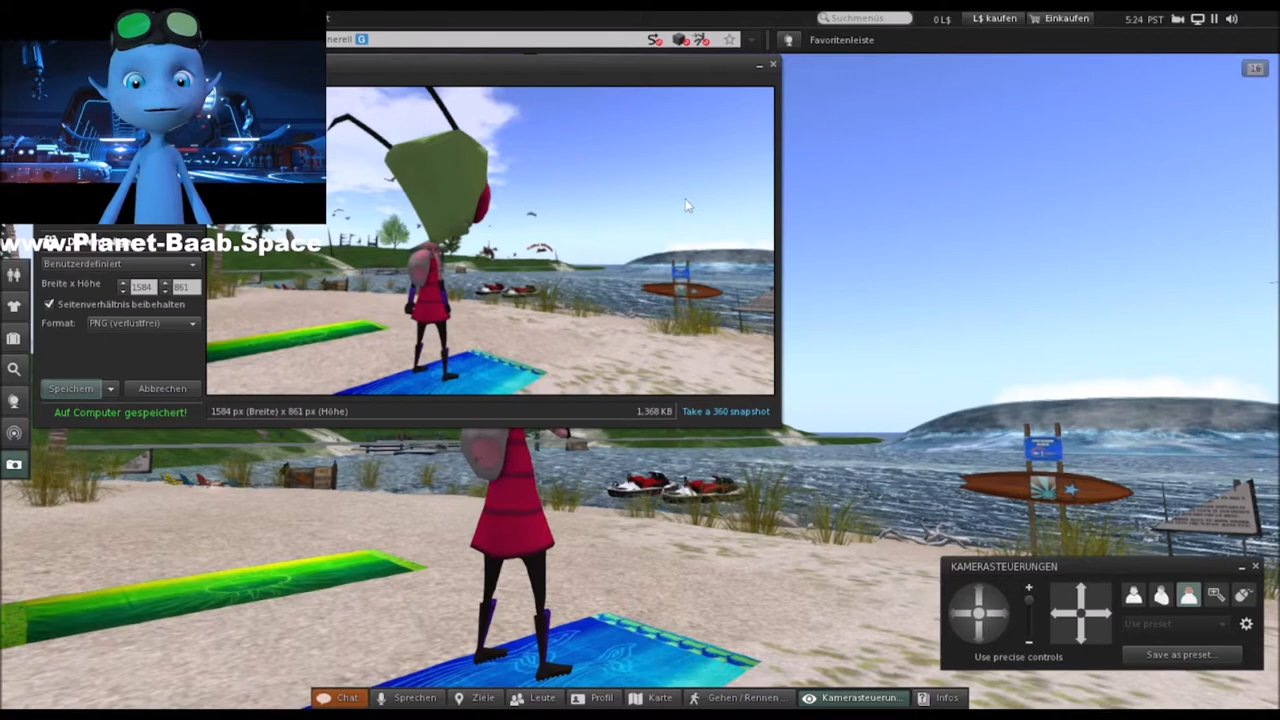 Suchmenüs
0 L$
L$ kaufen
Einkaufen
5:24 PST
nerell G
Favoritenleiste
www.Planet-Baab.Space
Benutzerdefiniert
Breite x Höhe 1584 861
Seitenverhältnis beibehalten
Format: PNG (verlustfrei)
Speichern Abbrechen
Auf Computer gespeichert!
1584 px (Breite) x 861 px (Höhe)
1,368 KB
Take a 360 snapshot
KAMERASTEUERUNGEN
Use preset
Use precise controls
Save as preset...
Chat Sprechen Ziele Leute Profil Karte Gehen / Rennen... Kamerasteuerun... Infos